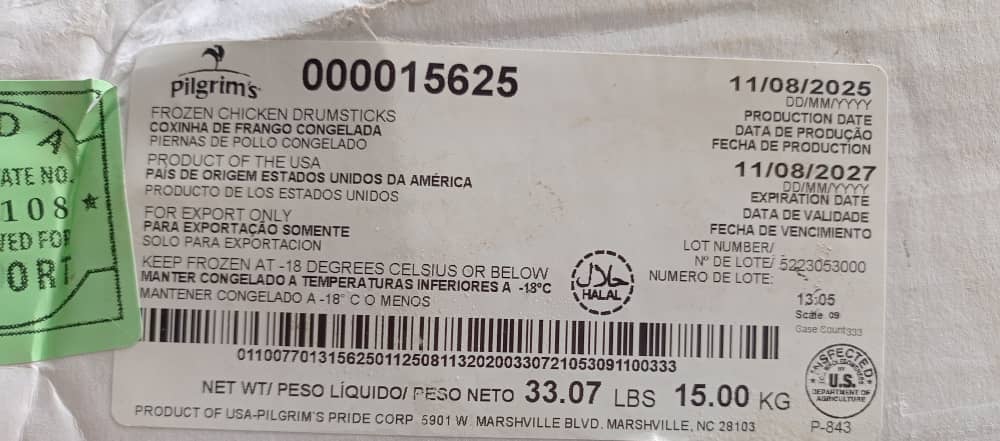 Pilgrim's
000015625
FROZEN CHICKEN DRUMSTICKS
COXINHA DE FRANGO CONGELADA
PIERNAS DE POLLO CONGELADO
PRODUCT OF THE USA
PAÍS DE ORIGEM ESTADOS UNIDOS DA AMÉRICA
PRODUCTO DE LOS ESTADOS UNIDOS
FOR EXPORT ONLY
PARA EXPORTAÇÃO SOMENTE
SOLO PARA EXPORTACION
KEEP FROZEN AT -18 DEGREES CELSIUS OR BELOW
MANTER CONGELADO A TEMPERATURAS INFERIORES A -18ºC
MANTENER CONGELADO A -18° C O MENOS
حلال
HALAL
11/08/2025
DD/MM/YYYY
PRODUCTION DATE
DATA DE PRODUÇÃO
FECHA DE PRODUCTION
11/08/2027
DD/MM/YYYY
EXPIRATION DATE
DATA DE VALIDADE
FECHA DE VENCIMIENTO
LOT NUMBER/
Nº DE LOTE/ 5223053000
NUMERO DE LOTE:
13:05
Scale 09
Case Count333
011007701315625011250811320200330721053091100333
NET WT/ PESO LÍQUIDO/ PESO NETO 33.07 LBS 15.00 KG
PRODUCT OF USA-PILGRIM'S PRIDE CORP 5901 W. MARSHVILLE BLVD. MARSHVILLE, NC 28103
INSPECTED
BY
U.S.
DEPARTMENT OF
AGRICULTURE
P-843
D A
ATE NO.
108
VED FOR
ORT